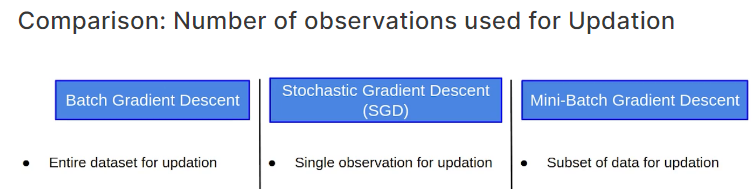 Comparison: Number of observations used for Updation
Batch Gradient Descent
Stochastic Gradient Descent
(SGD)
Mini-Batch Gradient Descent
• Entire dataset for updation
• Single observation for updation
• Subset of data for updation